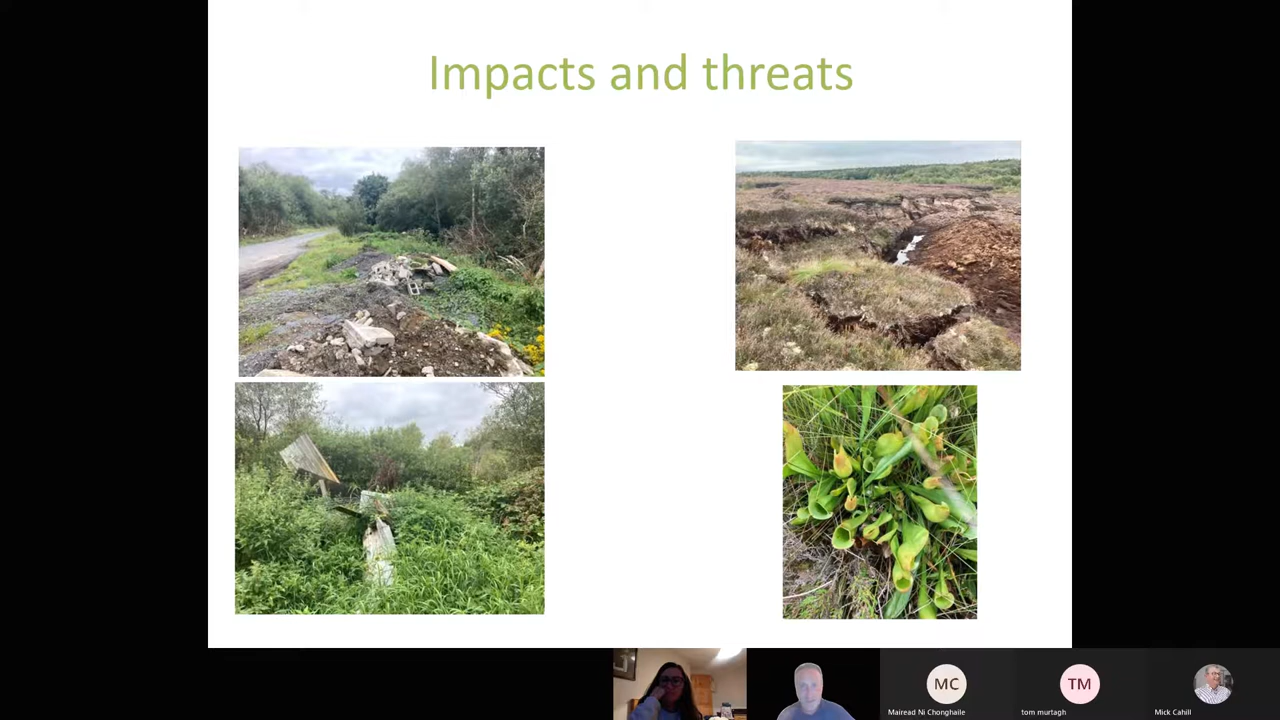 Impacts and threats
MC
TM
Mairead Ni Chonghaile
tom murtagh
Mick Cahill